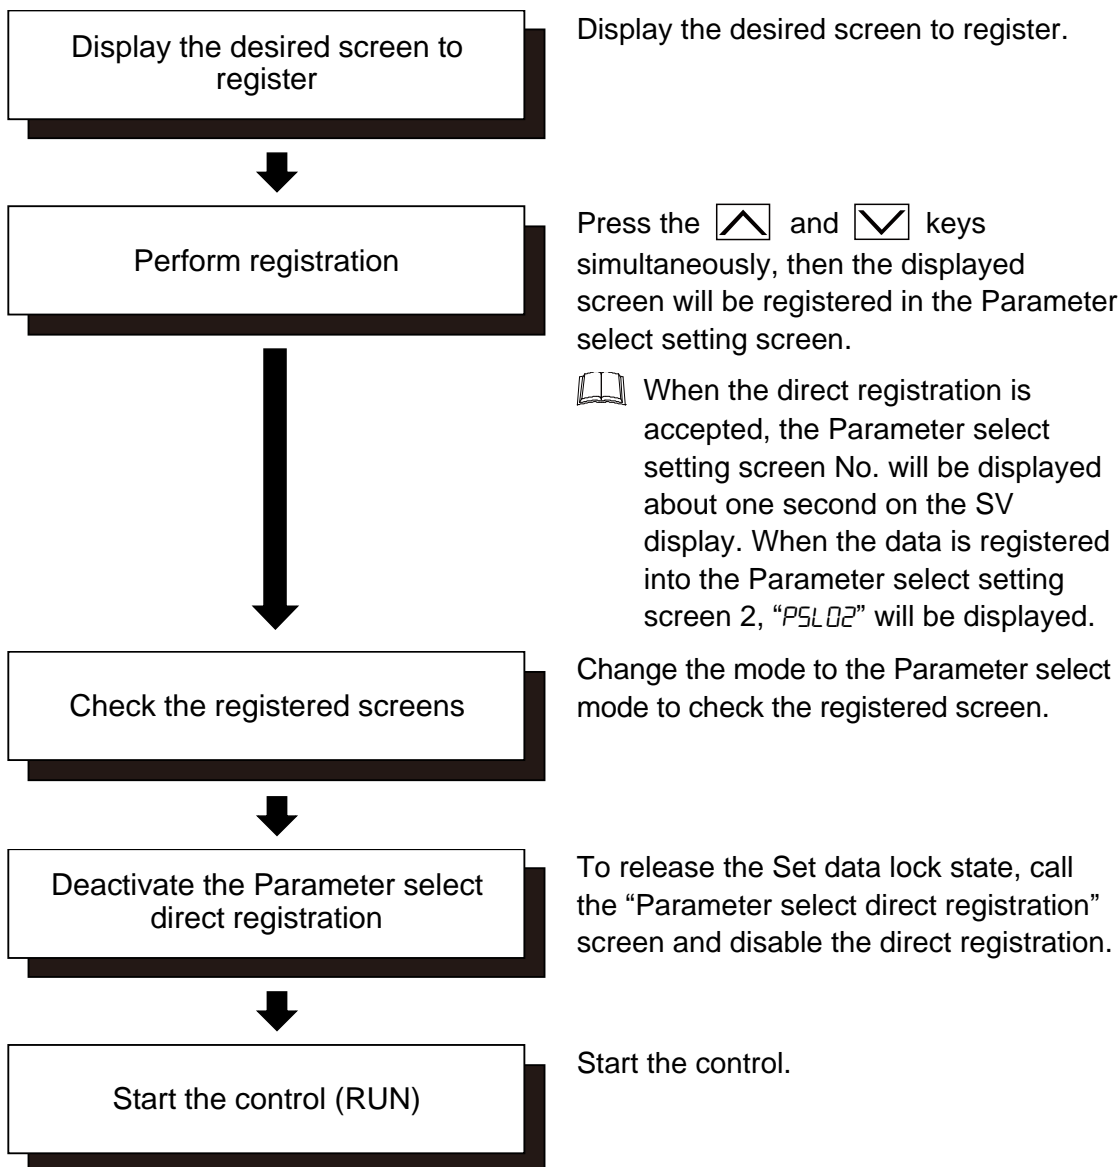 Display the desired screen to
register
Display the desired screen to register.
Perform registration
Press the and keys
simultaneously, then the displayed
screen will be registered in the Parameter
select setting screen.
When the direct registration is
accepted, the Parameter select
setting screen No. will be displayed
about one second on the SV
display. When the data is registered
into the Parameter select setting
screen 2, “PSL02” will be displayed.
Check the registered screens
Change the mode to the Parameter select
mode to check the registered screen.
Deactivate the Parameter select
direct registration
To release the Set data lock state, call
the “Parameter select direct registration”
screen and disable the direct registration.
Start the control (RUN)
Start the control.